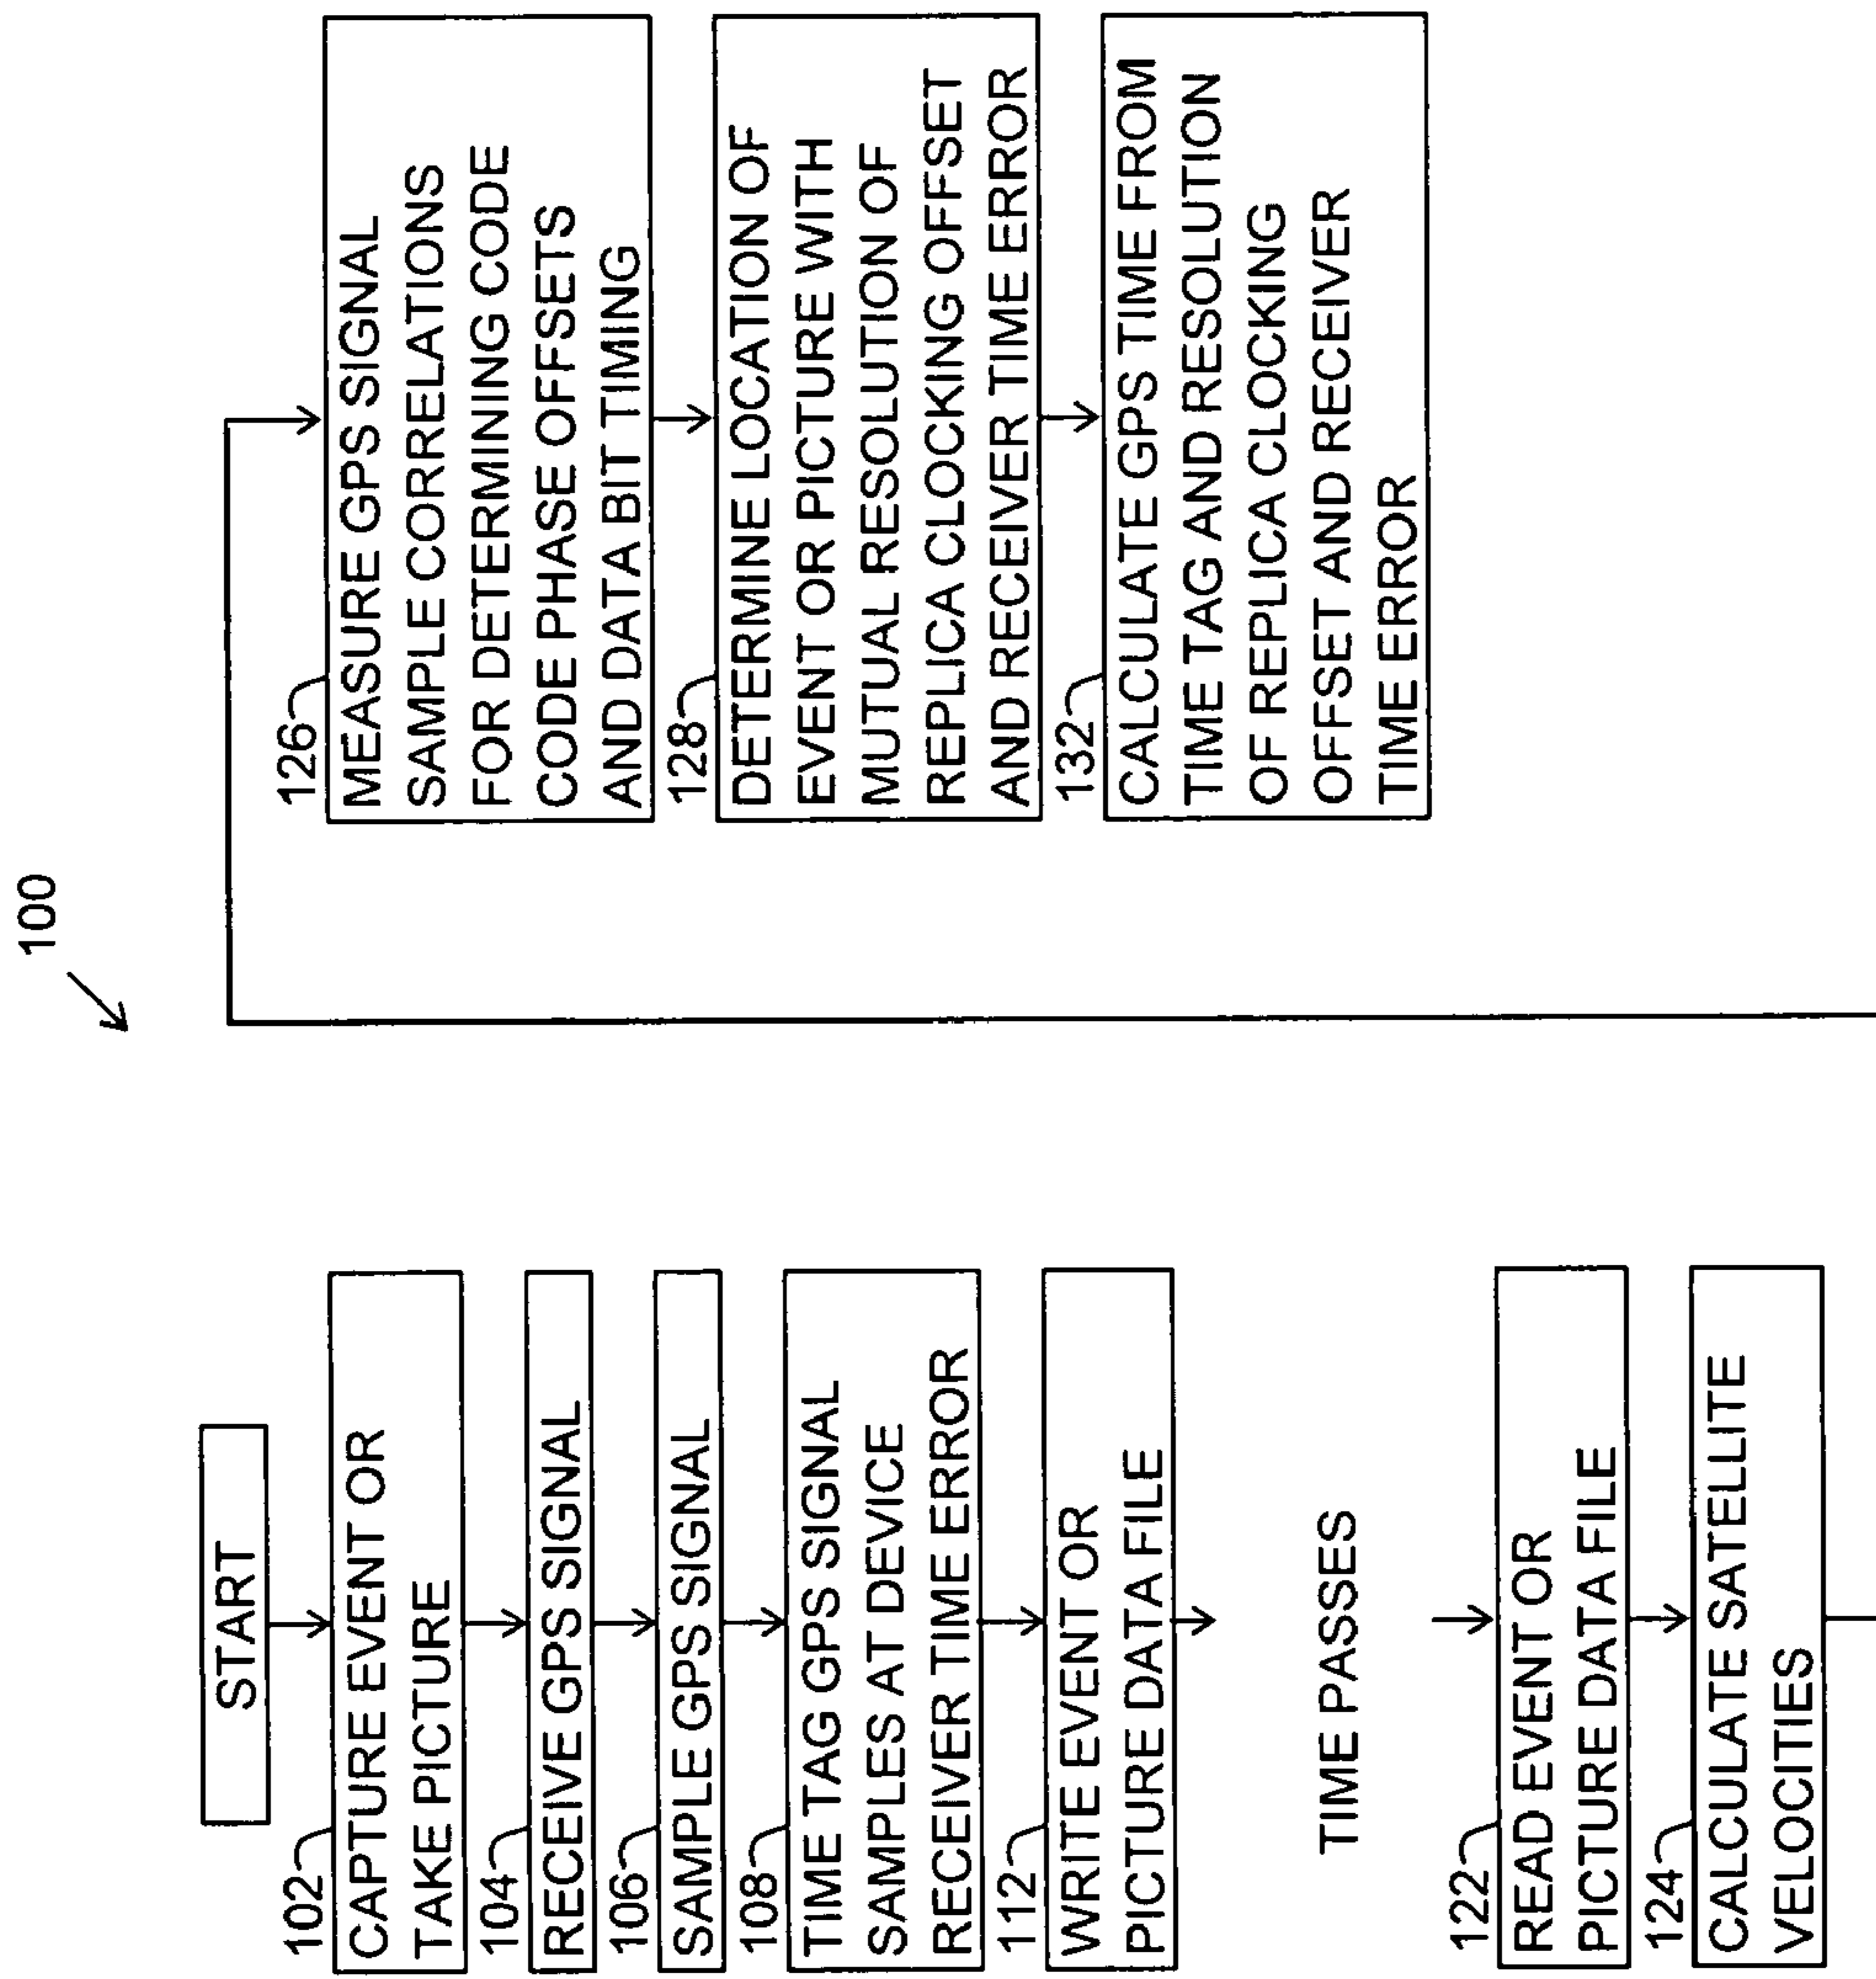 100
START
102
CAPTURE EVENT OR
TAKE PICTURE
104
RECEIVE GPS SIGNAL
106
SAMPLE GPS SIGNAL
108
TIME TAG GPS SIGNAL
SAMPLES AT DEVICE
RECEIVER TIME ERROR
112
WRITE EVENT OR
PICTURE DATA FILE
TIME PASSES
122
READ EVENT OR
PICTURE DATA FILE
124
CALCULATE SATELLITE
VELOCITIES
126
MEASURE GPS SIGNAL
SAMPLE CORRELATIONS
FOR DETERMINING CODE
CODE PHASE OFFSETS
AND DATA BIT TIMING
128
DETERMINE LOCATION OF
EVENT OR PICTURE WITH
MUTUAL RESOLUTION OF
REPLICA CLOCKING OFFSET
AND RECEIVER TIME ERROR
132
CALCULATE GPS TIME FROM
TIME TAG AND RESOLUTION
OF REPLICA CLOCKING
OFFSET AND RECEIVER
TIME ERROR